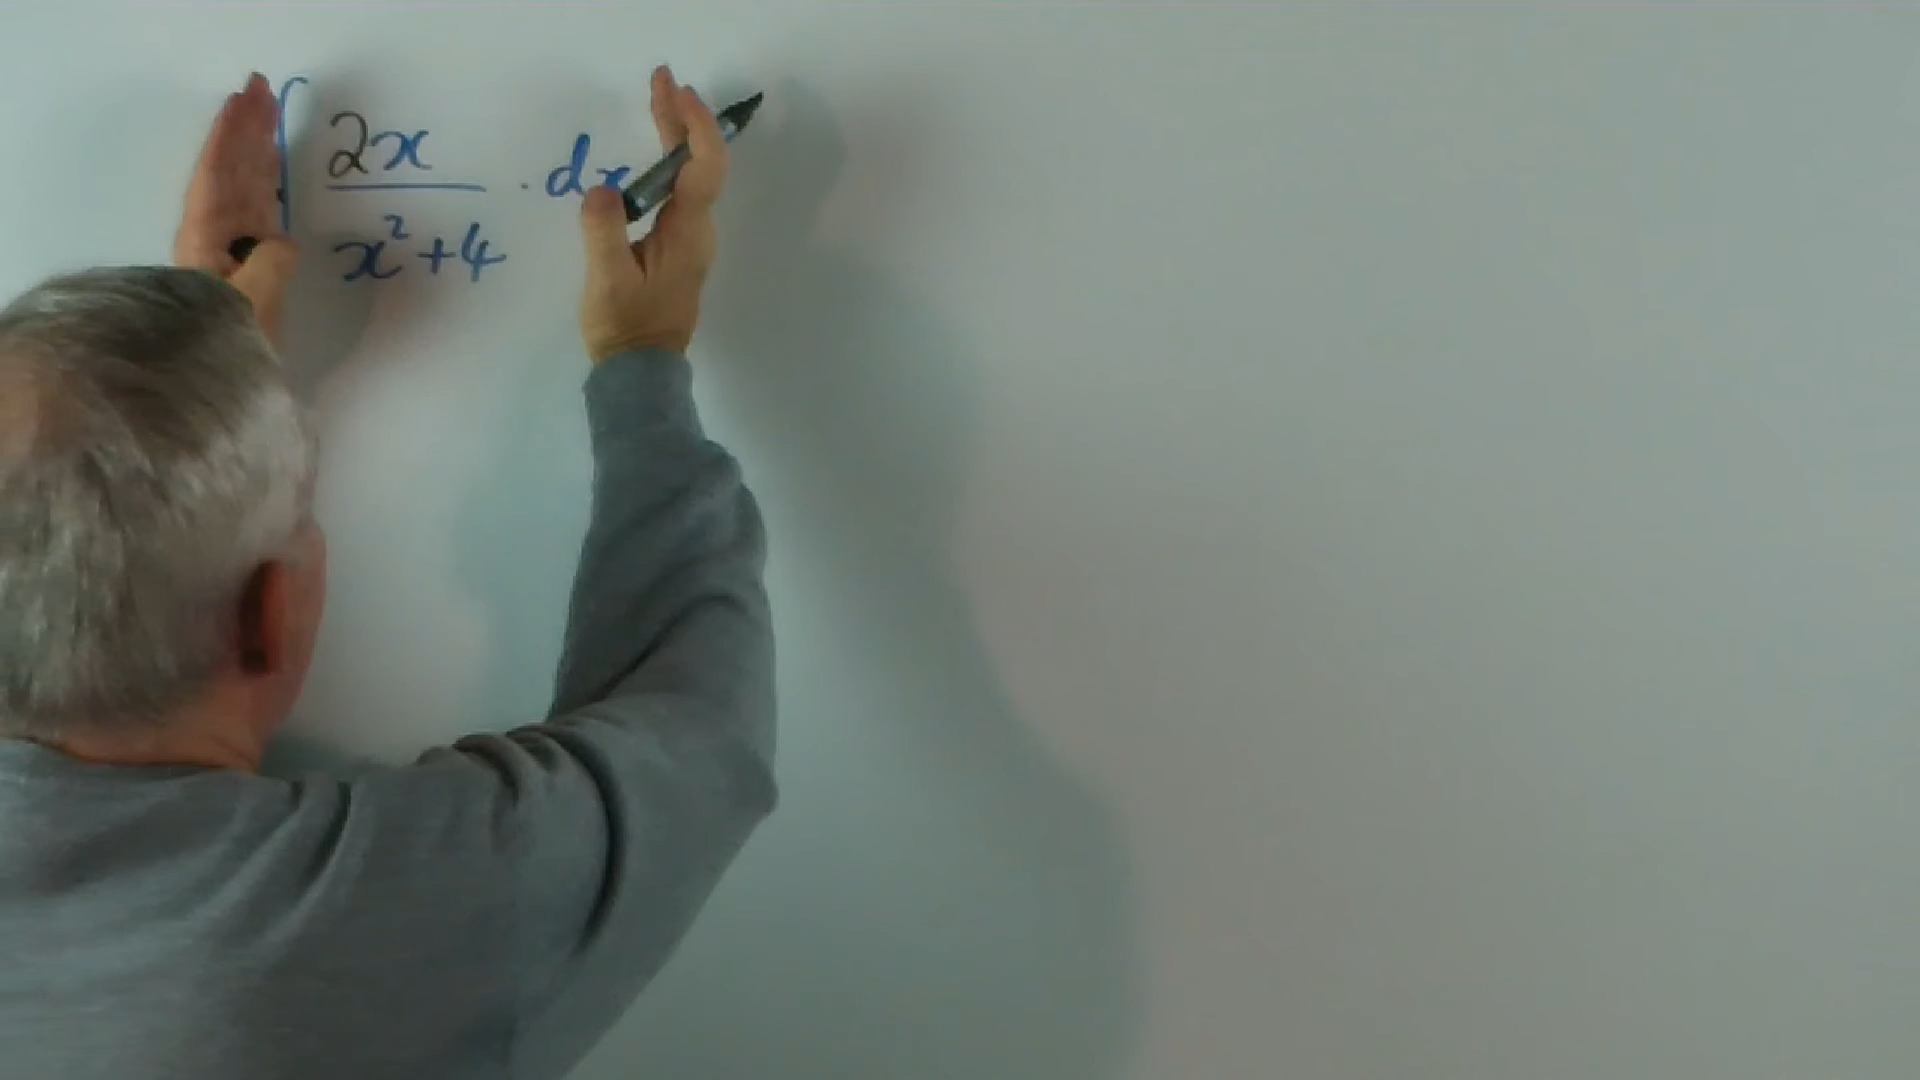 ∫ 2x / x² + 4 . dx